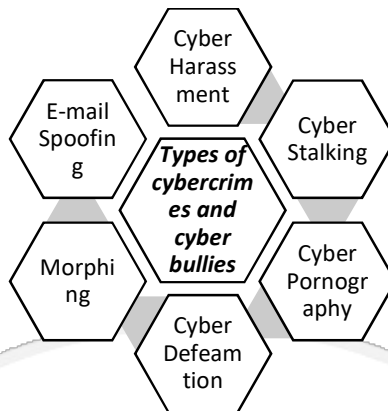 Cyber
Harass
ment
E-mail
Spoofin
g
Cyber
Stalking
Types of
cybercrim
es and
cyber
bullies
Morphi
ng
Cyber
Pornogr
aphy
Cyber
Defeam
tion